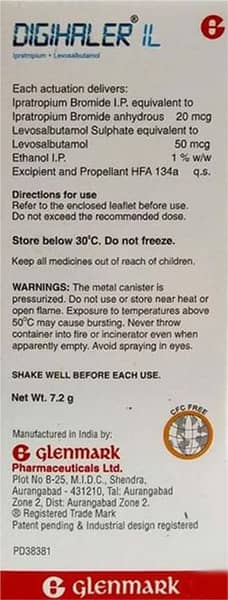 DIGIHALER® IL
Ipratropium • Levosalbutamol
Each actuation delivers:
Ipratropium Bromide I.P. equivalent to
Ipratropium Bromide anhydrous 20 mcg
Levosalbutamol Sulphate equivalent to
Levosalbutamol 50 mcg
Ethanol I.P. 1 % w/w
Excipient and Propellant HFA 134a q.s.
Directions for use
Refer to the enclosed leaflet before use.
Do not exceed the recommended dose.
Store below 30°C. Do not freeze.
Keep all medicines out of reach of children.
WARNINGS: The metal canister is
pressurized. Do not use or store near heat or
open flame. Exposure to temperatures above
50°C may cause bursting. Never throw
container into fire or incinerator even when
apparently empty. Avoid spraying in eyes.
SHAKE WELL BEFORE EACH USE.
Net Wt. 7.2 g
CFC FREE
Manufactured in India by:
glenmark
Pharmaceuticals Ltd.
Plot No B-25, M.I.D.C., Shendra,
Aurangabad - 431210, Tal: Aurangabad
Zone 2, Dist: Aurangabad Zone 2.
® Registered Trade Mark
Patent pending & Industrial design registered
PD38381
glenmark